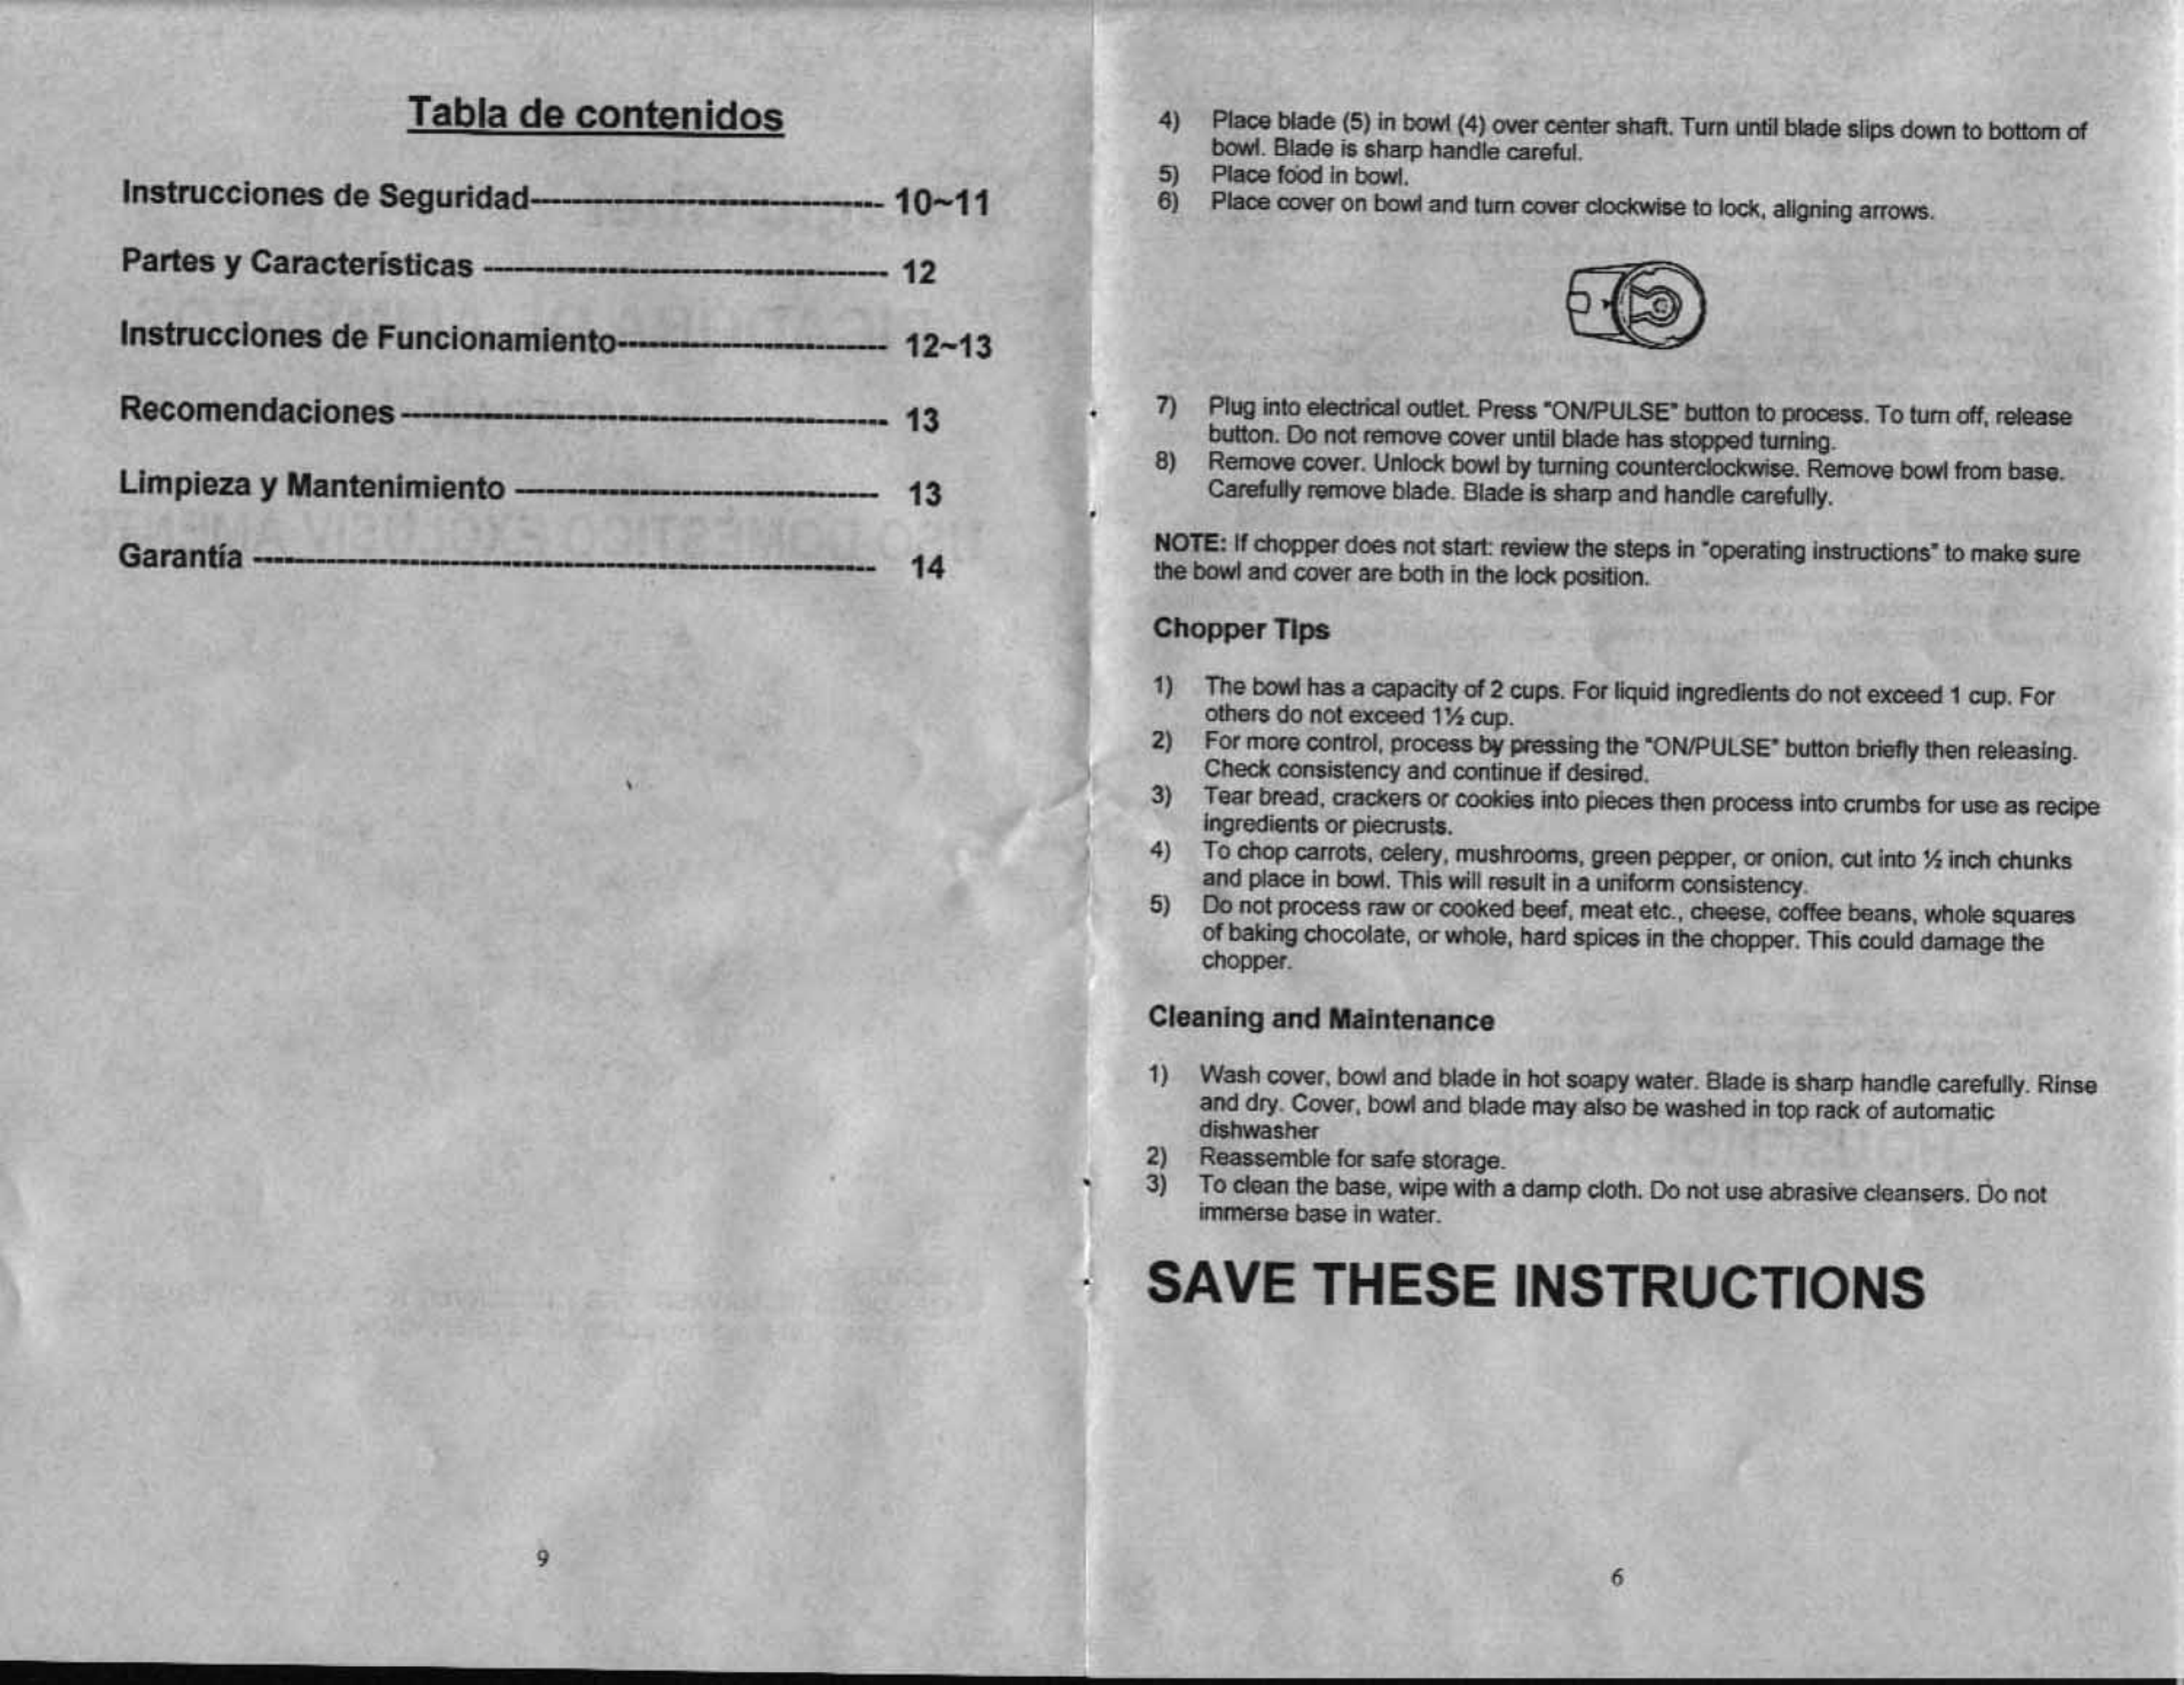 Tabla de contenidos
Instrucciones de Seguridad---------------------------------- 10~11
Partes y Características --------------------------------------- 12
Instrucciones de Funcionamiento-------------------------- 12~13
Recomendaciones ----------------------------------------------- 13
Limpieza y Mantenimiento ----------------------------------- 13
Garantía ------------------------------------------------------------ 14
9
4) Place blade (5) in bowl (4) over center shaft. Turn until blade slips down to bottom of
bowl. Blade is sharp handle careful.
5) Place food in bowl.
6) Place cover on bowl and turn cover clockwise to lock, aligning arrows.
7) Plug into electrical outlet. Press "ON/PULSE" button to process. To turn off, release
button. Do not remove cover until blade has stopped turning.
8) Remove cover. Unlock bowl by turning counterclockwise. Remove bowl from base.
Carefully remove blade. Blade is sharp and handle carefully.
NOTE: If chopper does not start: review the steps in "operating instructions" to make sure
the bowl and cover are both in the lock position.
Chopper Tips
1) The bowl has a capacity of 2 cups. For liquid ingredients do not exceed 1 cup. For
others do not exceed 1½ cup.
2) For more control, process by pressing the "ON/PULSE" button briefly then releasing.
Check consistency and continue if desired.
3) Tear bread, crackers or cookies into pieces then process into crumbs for use as recipe
ingredients or piecrusts.
4) To chop carrots, celery, mushrooms, green pepper, or onion, cut into ½ inch chunks
and place in bowl. This will result in a uniform consistency.
5) Do not process raw or cooked beef, meat etc., cheese, coffee beans, whole squares
of baking chocolate, or whole, hard spices in the chopper. This could damage the
chopper.
Cleaning and Maintenance
1) Wash cover, bowl and blade in hot soapy water. Blade is sharp handle carefully. Rinse
and dry. Cover, bowl and blade may also be washed in top rack of automatic
dishwasher
2) Reassemble for safe storage.
3) To clean the base, wipe with a damp cloth. Do not use abrasive cleansers. Do not
immerse base in water.
SAVE THESE INSTRUCTIONS
6